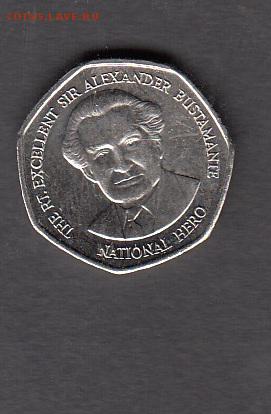 COINS.LAVE.RU
THE RT. EXCELLENT SIR ALEXANDER BUSTAMANTE
NATIONAL HERO